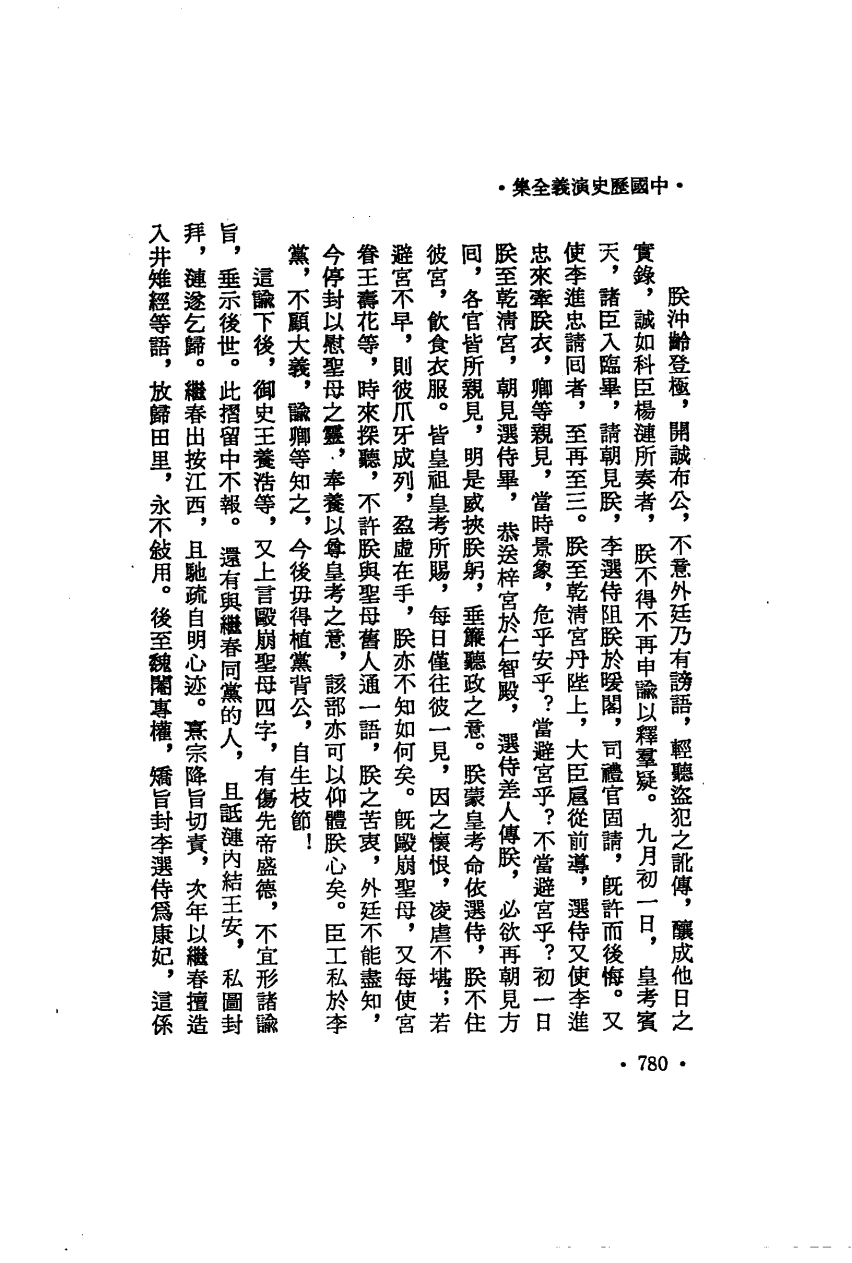 •中國歷史演義全集•
朕沖齡登極，開誠布公，不意外廷乃有謗語，輕聽盜犯之訛傳，釀成他日之
實錄，誠如科臣楊漣所奏者，朕不得不再申諭以釋羣疑。九月初一日，皇考賓
天，諸臣入臨畢，請朝見朕，李選侍阻朕於暖閣，司禮官固請，旣許而後悔。又
使李進忠請回者，至再至三。朕至乾清宮丹陛上，大臣扈從前導，選侍又使李進
忠來牽朕衣，卿等親見，當時景象，危乎安乎？當避宮乎？不當避宮乎？初一日
朕至乾清宮，朝見選侍畢，恭送梓宮於仁智殿，選侍差人傳朕，必欲再朝見方
回，各官皆所親見，明是威挾朕躬，垂簾聽政之意。朕蒙皇考命依選侍，朕不住
彼宮，飲食衣服。皆皇祖皇考所賜，每日僅往彼一見，因之懷恨，凌虐不堪；若
避宮不早，則彼爪牙成列，盈虛在手，朕亦不知如何矣。旣毆崩聖母，又每使宮
眷王壽花等，時來探聽，不許朕與聖母舊人通一語，朕之苦衷，外廷不能盡知，
今停封以慰聖母之靈，奉養以尊皇考之意，該部亦可以仰體朕心矣。臣工私於李
黨，不顧大義，諭卿等知之，今後毋得植黨背公，自生枝節！
這諭下後，御史王養浩等，又上言毆崩聖母四字，有傷先帝盛德，不宜形諸諭
旨，垂示後世。此摺留中不報。還有與繼春同黨的人，且詆漣內結王安，私圖封
拜，漣遂乞歸。繼春出按江西，且馳疏自明心迹。熹宗降旨切責，次年以繼春擅造
入井雉經等語，放歸田里，永不敍用。後至魏閹專權，矯旨封李選侍爲康妃，這係
•780•